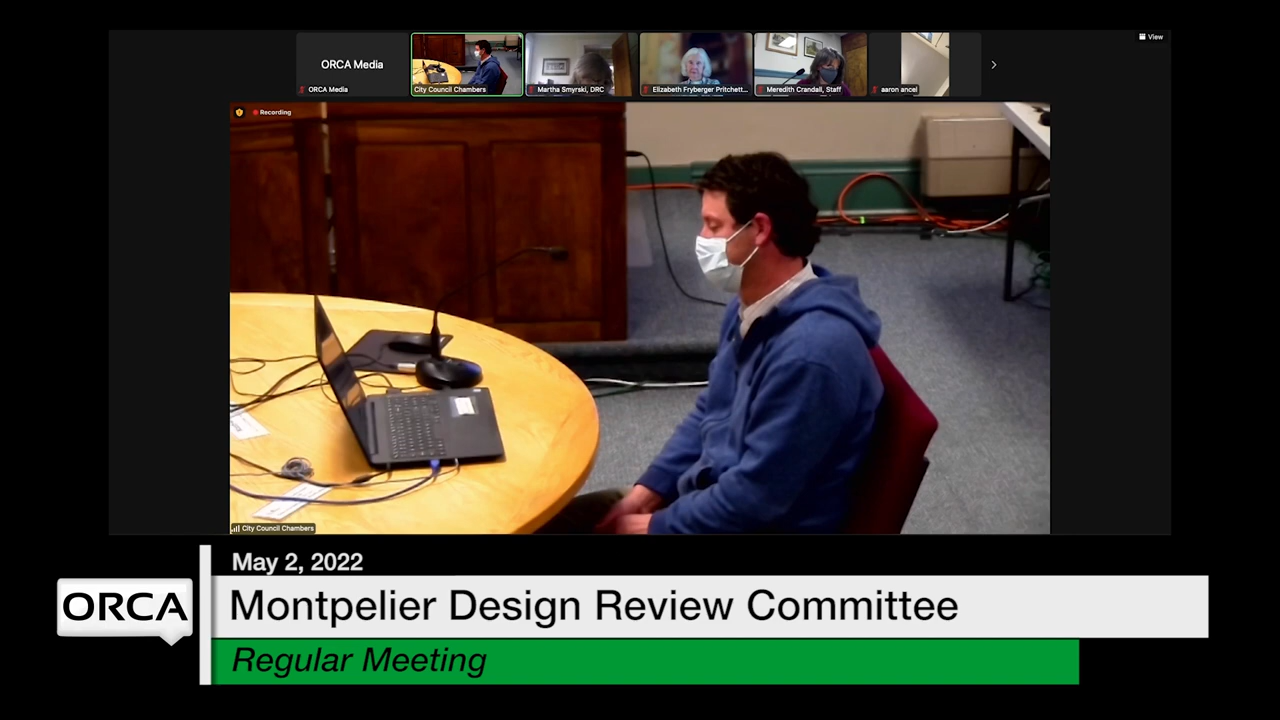 View
ORCA Media
ORCA Media
City Council Chambers
Martha Smyrski, DRC
Elizabeth Fryberger Pritchett...
Meredith Crandall, Staff
aaron ancel
Recording
City Council Chambers
May 2, 2022
ORCA
Montpelier Design Review Committee
Regular Meeting